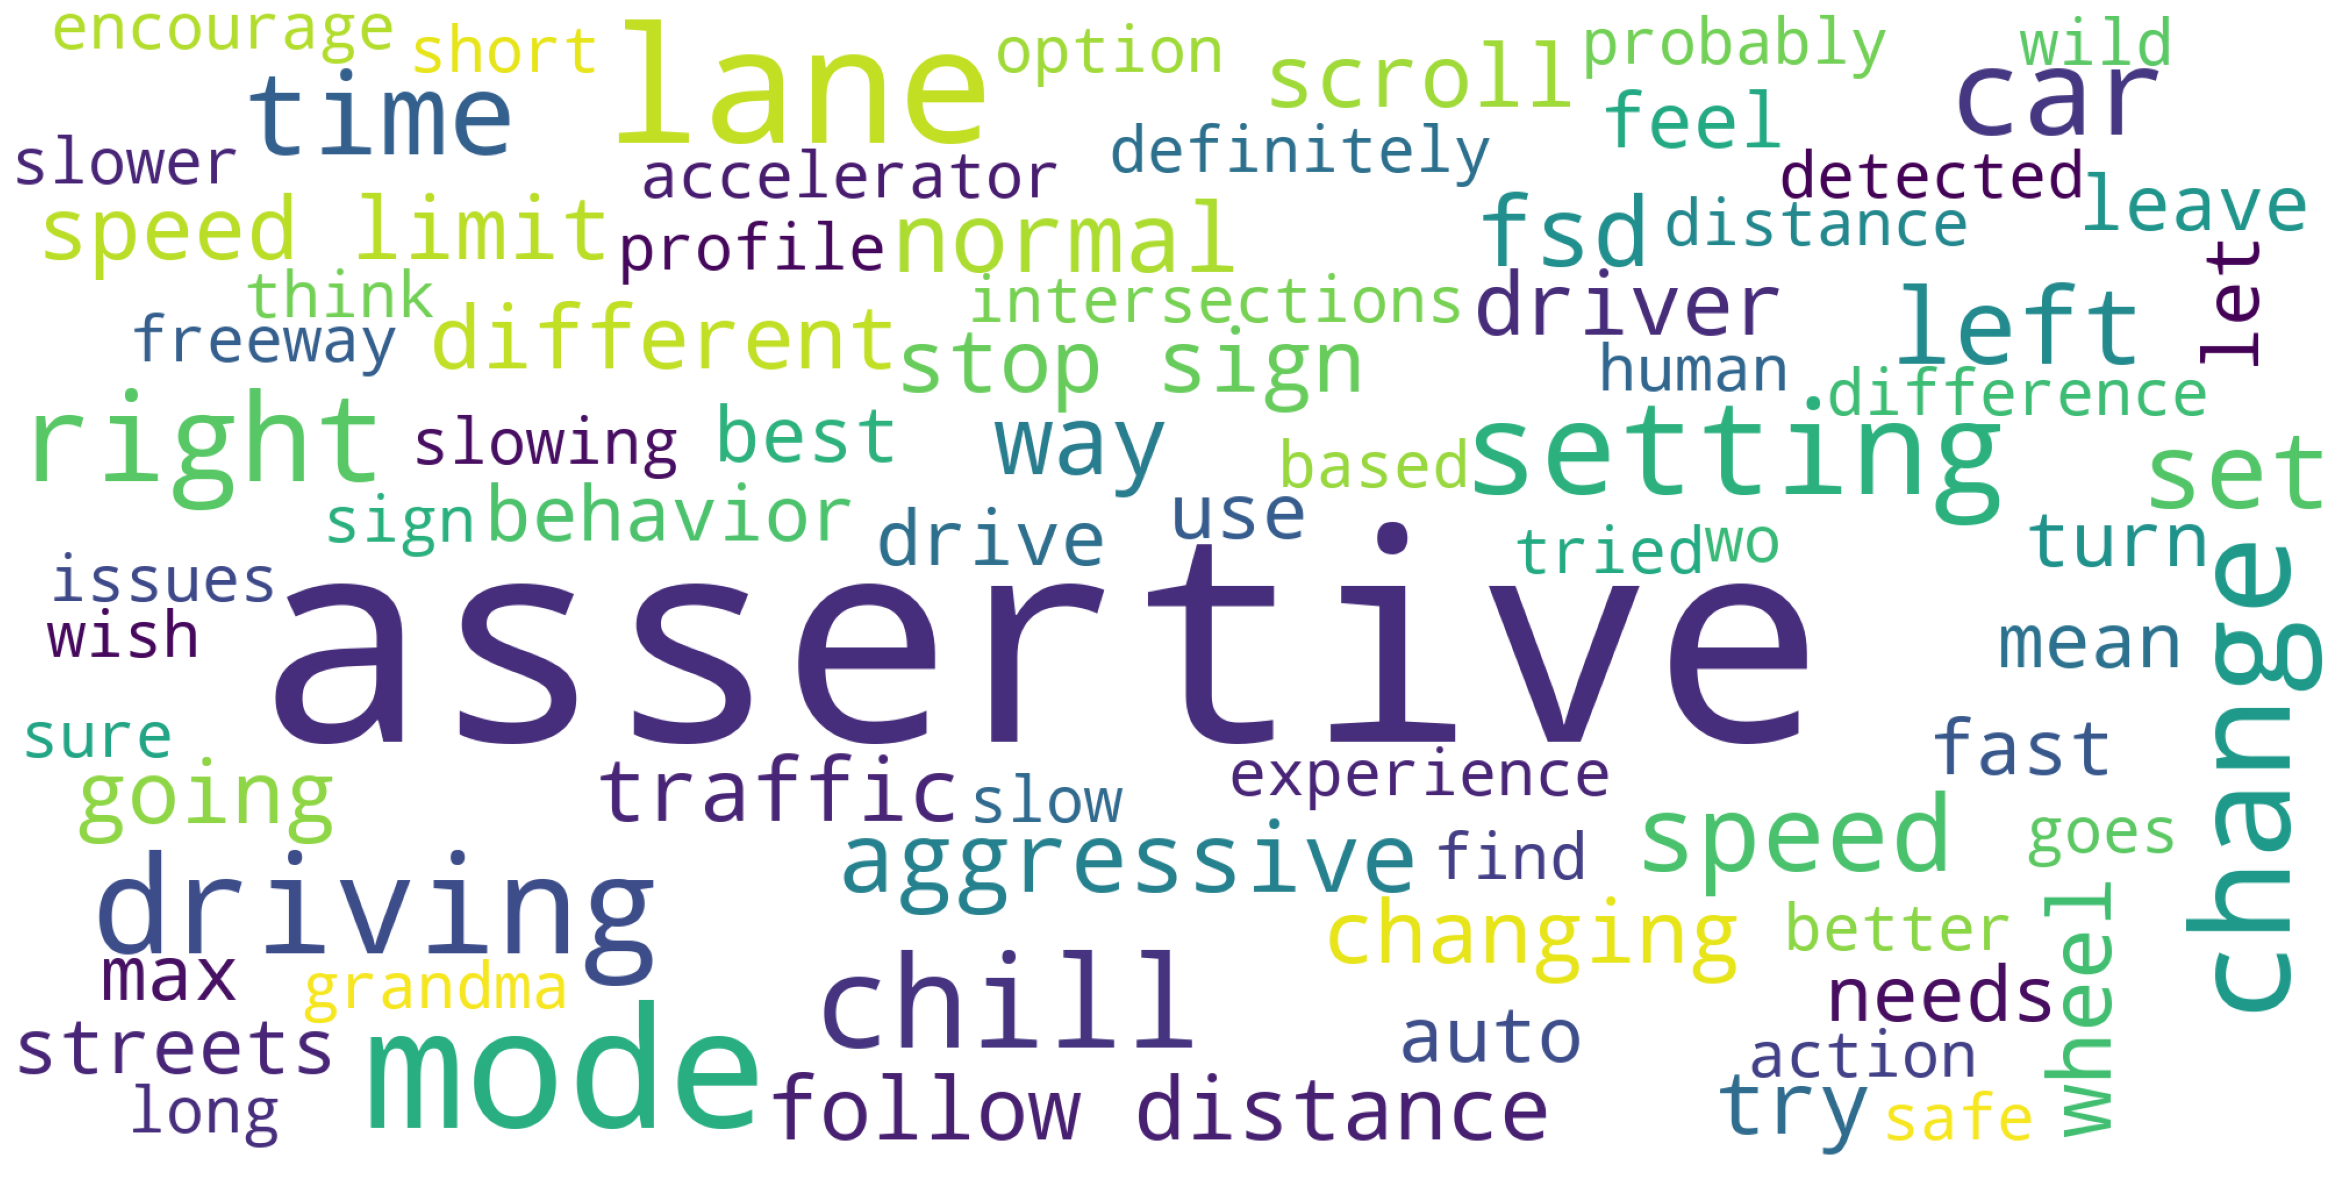 encourage
short
lane
option
scroll
probably
wild
time
car
slower
accelerator
definitely
feel
detected
speed limit
profile
normal
fsd
distance
leave
let
think
intersections
driver
left
freeway
different
stop sign
human
difference
right
slowing
best
way
based
setting
set
sign
behavior
drive
use
tried
wo
turn
change
issues
assertive
wish
mean
sure
going
traffic
slow
experience
fast
aggressive
find
speed
goes
driving
changing
better
wheel
max
grandma
chill
needs
streets
mode
auto
action
long
follow distance
try
safe